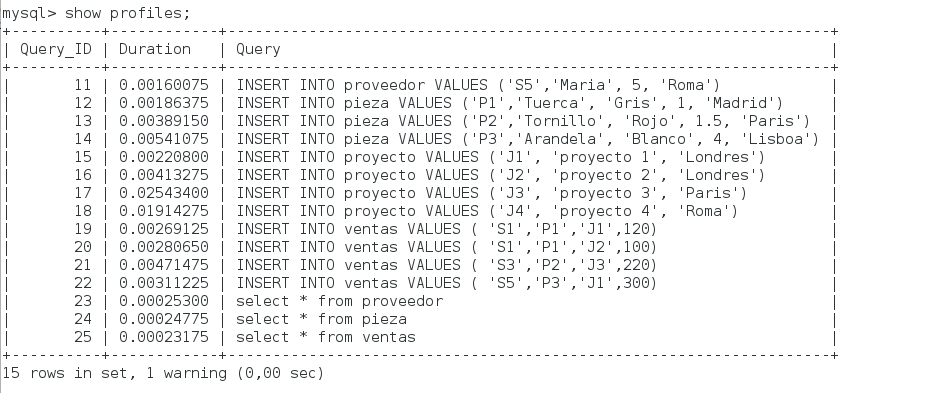 mysql> show profiles;
+----------+------------+------------------------------------------------------------------+
| Query_ID | Duration   | Query                                                            |
+----------+------------+------------------------------------------------------------------+
|       11 | 0.00160075 | INSERT INTO proveedor VALUES ('S5','Maria', 5, 'Roma')           |
|       12 | 0.00186375 | INSERT INTO pieza VALUES ('P1','Tuerca', 'Gris', 1, 'Madrid')    |
|       13 | 0.00389150 | INSERT INTO pieza VALUES ('P2','Tornillo', 'Rojo', 1.5, 'Paris') |
|       14 | 0.00541075 | INSERT INTO pieza VALUES ('P3','Arandela', 'Blanco', 4, 'Lisboa') |
|       15 | 0.00220800 | INSERT INTO proyecto VALUES ('J1', 'proyecto 1', 'Londres')      |
|       16 | 0.00413275 | INSERT INTO proyecto VALUES ('J2', 'proyecto 2', 'Londres')      |
|       17 | 0.02543400 | INSERT INTO proyecto VALUES ('J3', 'proyecto 3', 'Paris')        |
|       18 | 0.01914275 | INSERT INTO proyecto VALUES ('J4', 'proyecto 4', 'Roma')         |
|       19 | 0.00269125 | INSERT INTO ventas VALUES ( 'S1','P1','J1',120)                  |
|       20 | 0.00280650 | INSERT INTO ventas VALUES ( 'S1','P1','J2',100)                  |
|       21 | 0.00471475 | INSERT INTO ventas VALUES ( 'S3','P2','J3',220)                  |
|       22 | 0.00311225 | INSERT INTO ventas VALUES ( 'S5','P3','J1',300)                  |
|       23 | 0.00025300 | select * from proveedor                                          |
|       24 | 0.00024775 | select * from pieza                                              |
|       25 | 0.00023175 | select * from ventas                                             |
+----------+------------+------------------------------------------------------------------+
15 rows in set, 1 warning (0,00 sec)